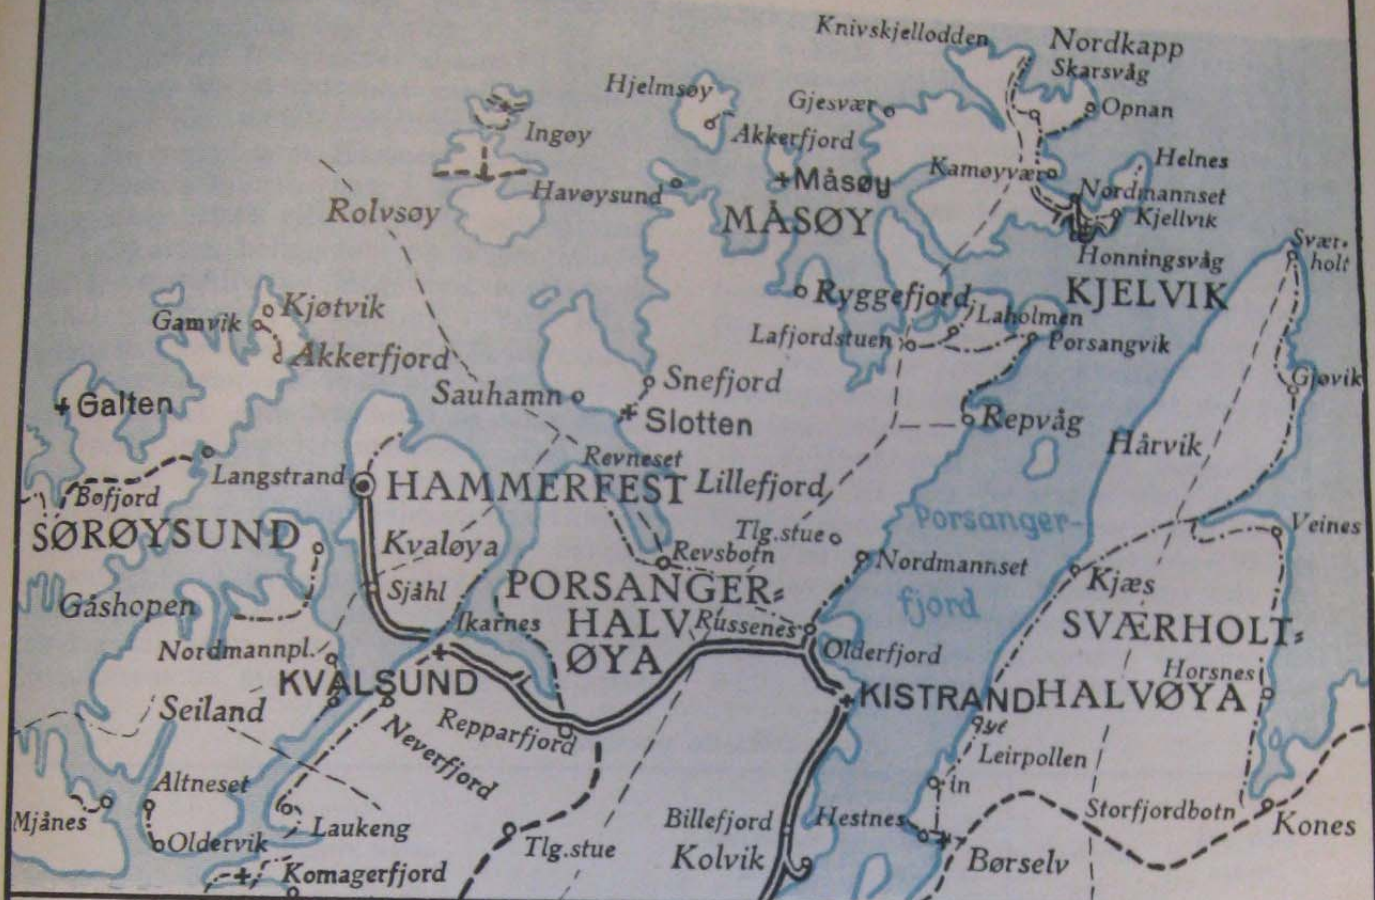 Knivskjellodden
Nordkapp
Skarsvåg
Hjelmsøy
Gjesvær
Opnan
Ingøy
Akkerfjord
Helnes
Kamøyvær
Havøysund
Måsøy
Nordmannset
Rolvsøy
MÅSØY
Kjellvik
Svær-
holt
Honningsvåg
Kjøtvik
Ryggefjord
KJELVIK
Gamvik
Laholmen
Lafjordstuen
Porsangvik
Akkerfjord
Snefjord
Gjøvik
Sauhamn
Galten
Slotten
Repvåg
Hårvik
Revneset
Langstrand
HAMMERFEST
Lillefjord
Bøfjord
Porsanger-
fjord
Veines
SØRØYSUND
Tlg.stue
Kvaløya
Revsbotn
Nordmannset
Kjæs
Sjåhl
PORSANGER-
HALV
ØYA
Gåshopen
Ikarnes
Russenes
SVÆRHOLT-
HALVØYA
Nordmannpl.
Olderfjord
Horsnes
KVALSUND
KISTRAND
Seiland
Repparfjord
Neverfjord
Leirpollen
Altneset
in
Storfjordbotn
Mjånes
Laukeng
Billefjord
Hestnes
Kones
Oldervik
Tlg.stue
Kolvik
Børselv
Komagerfjord